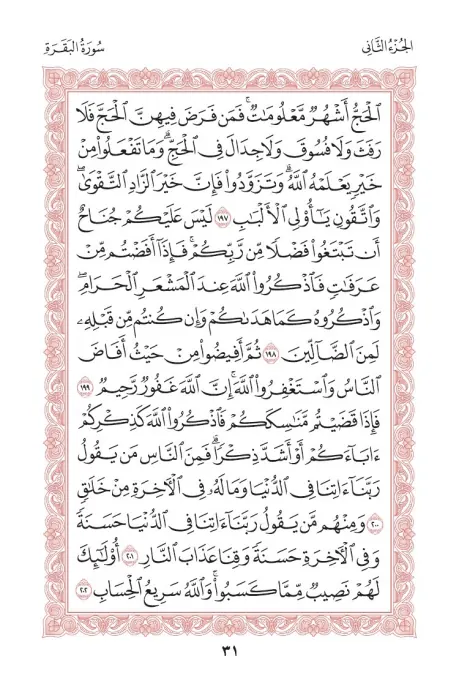 الجزء الثاني
سورة البقرة
ٱلْحَجُّ أَشْهُرٌ مَّعْلُومَٰتٌ ۚ فَمَن فَرَضَ فِيهِنَّ ٱلْحَجَّ فَلَا
رَفَثَ وَلَا فُسُوقَ وَلَا جِدَالَ فِى ٱلْحَجِّ ۗ وَمَا تَفْعَلُوا۟ مِنْ
خَيْرٍ يَعْلَمْهُ ٱللَّهُ ۗ وَتَزَوَّدُوا۟ فَإِنَّ خَيْرَ ٱلزَّادِ ٱلتَّقْوَىٰ ۚ
وَٱتَّقُونِ يَٰٓأُو۟لِى ٱلْأَلْبَٰبِ ١٩٧ لَيْسَ عَلَيْكُمْ جُنَاحٌ
أَن تَبْتَغُوا۟ فَضْلًا مِّن رَّبِّكُمْ ۚ فَإِذَآ أَفَضْتُم مِّنْ
عَرَفَٰتٍ فَٱذْكُرُوا۟ ٱللَّهَ عِندَ ٱلْمَشْعَرِ ٱلْحَرَامِ ۖ
وَٱذْكُرُوهُ كَمَا هَدَىٰكُمْ وَإِن كُنتُم مِّن قَبْلِهِۦ
لَمِنَ ٱلضَّآلِّينَ ١٩٨ ثُمَّ أَفِيضُوا۟ مِنْ حَيْثُ أَفَاضَ
ٱلنَّاسُ وَٱسْتَغْفِرُوا۟ ٱللَّهَ ۚ إِنَّ ٱللَّهَ غَفُورٌ رَّحِيمٌ ١٩٩
فَإِذَا قَضَيْتُم مَّنَٰسِكَكُمْ فَٱذْكُرُوا۟ ٱللَّهَ كَذِكْرِكُمْ
ءَابَآءَكُمْ أَوْ أَشَدَّ ذِكْرًا ۗ فَمِنَ ٱلنَّاسِ مَن يَقُولُ
رَبَّنَآ ءَاتِنَا فِى ٱلدُّنْيَا وَمَا لَهُۥ فِى ٱلْءَاخِرَةِ مِنْ خَلَٰقٍ
٢٠٠ وَمِنْهُم مَّن يَقُولُ رَبَّنَآ ءَاتِنَا فِى ٱلدُّنْيَا حَسَنَةً
وَفِى ٱلْءَاخِرَةِ حَسَنَةً وَقِنَا عَذَابَ ٱلنَّارِ ٢٠١ أُو۟لَٰٓئِكَ
لَهُمْ نَصِيبٌ مِّمَّا كَسَبُوا۟ ۚ وَٱللَّهُ سَرِيعُ ٱلْحِسَابِ ٢٠٢
٣١